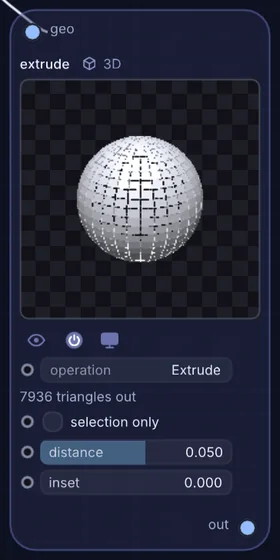 geo
extrude 3D
operation Extrude
7936 triangles out
selection only
distance 0.050
inset 0.000
out